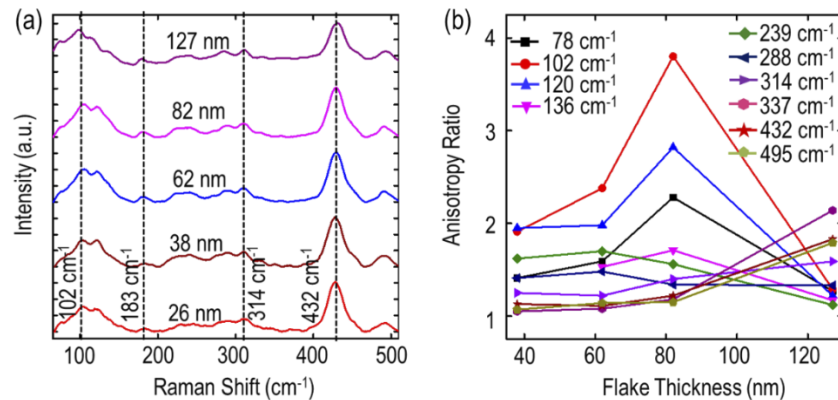 (a)
127 nm
82 nm
62 nm
38 nm
26 nm
102 cm⁻¹
183 cm⁻¹
314 cm⁻¹
432 cm⁻¹
Intensity (a.u.)
100
200
300
400
500
Raman Shift (cm⁻¹)
(b)
78 cm⁻¹
102 cm⁻¹
120 cm⁻¹
136 cm⁻¹
239 cm⁻¹
288 cm⁻¹
314 cm⁻¹
337 cm⁻¹
432 cm⁻¹
495 cm⁻¹
Anisotropy Ratio
4
3
2
1
40
60
80
100
120
Flake Thickness (nm)